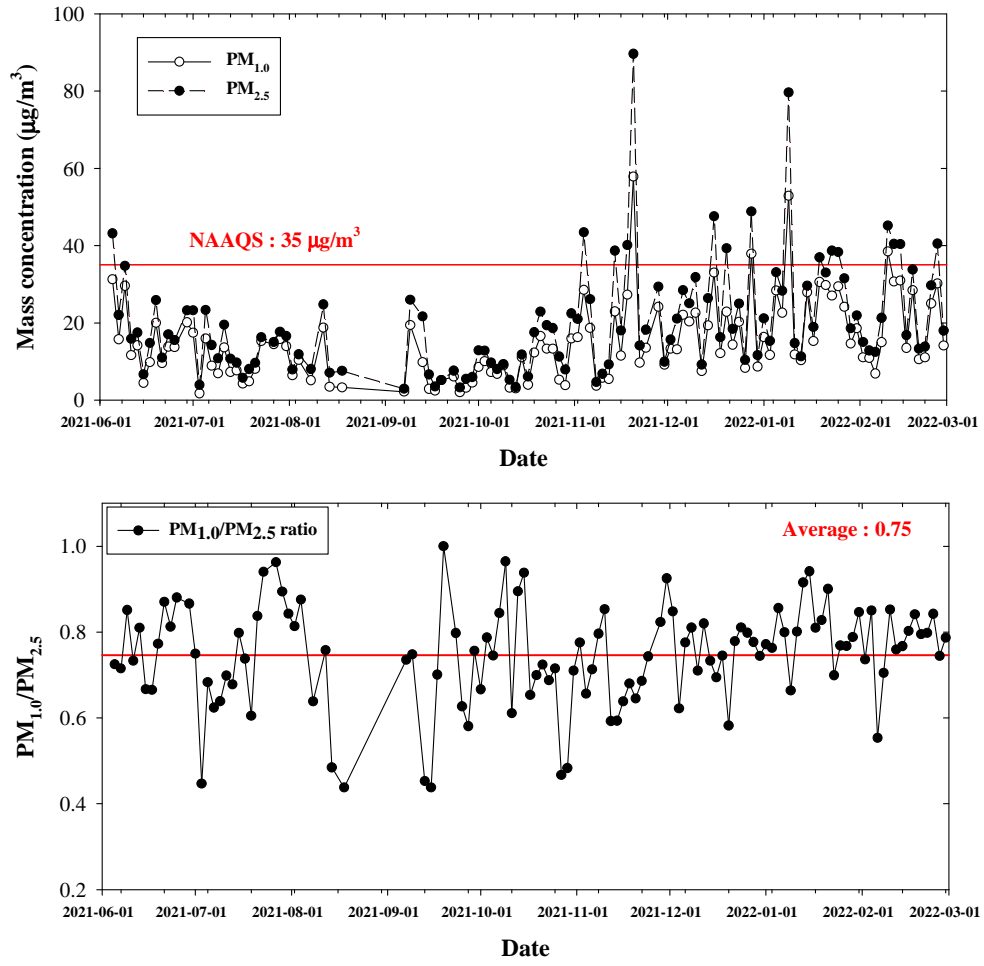 100
80
60
40
20
0
Mass concentration (μg/m³)
PM₁.₀
PM₂.₅
NAAQS : 35 μg/m³
2021-06-01 2021-07-01 2021-08-01 2021-09-01 2021-10-01 2021-11-01 2021-12-01 2022-01-01 2022-02-01 2022-03-01
Date
PM₁.₀/PM₂.₅ ratio
Average : 0.75
1.0
0.8
0.6
0.4
0.2
PM₁.₀/PM₂.₅
2021-06-01 2021-07-01 2021-08-01 2021-09-01 2021-10-01 2021-11-01 2021-12-01 2022-01-01 2022-02-01 2022-03-01
Date